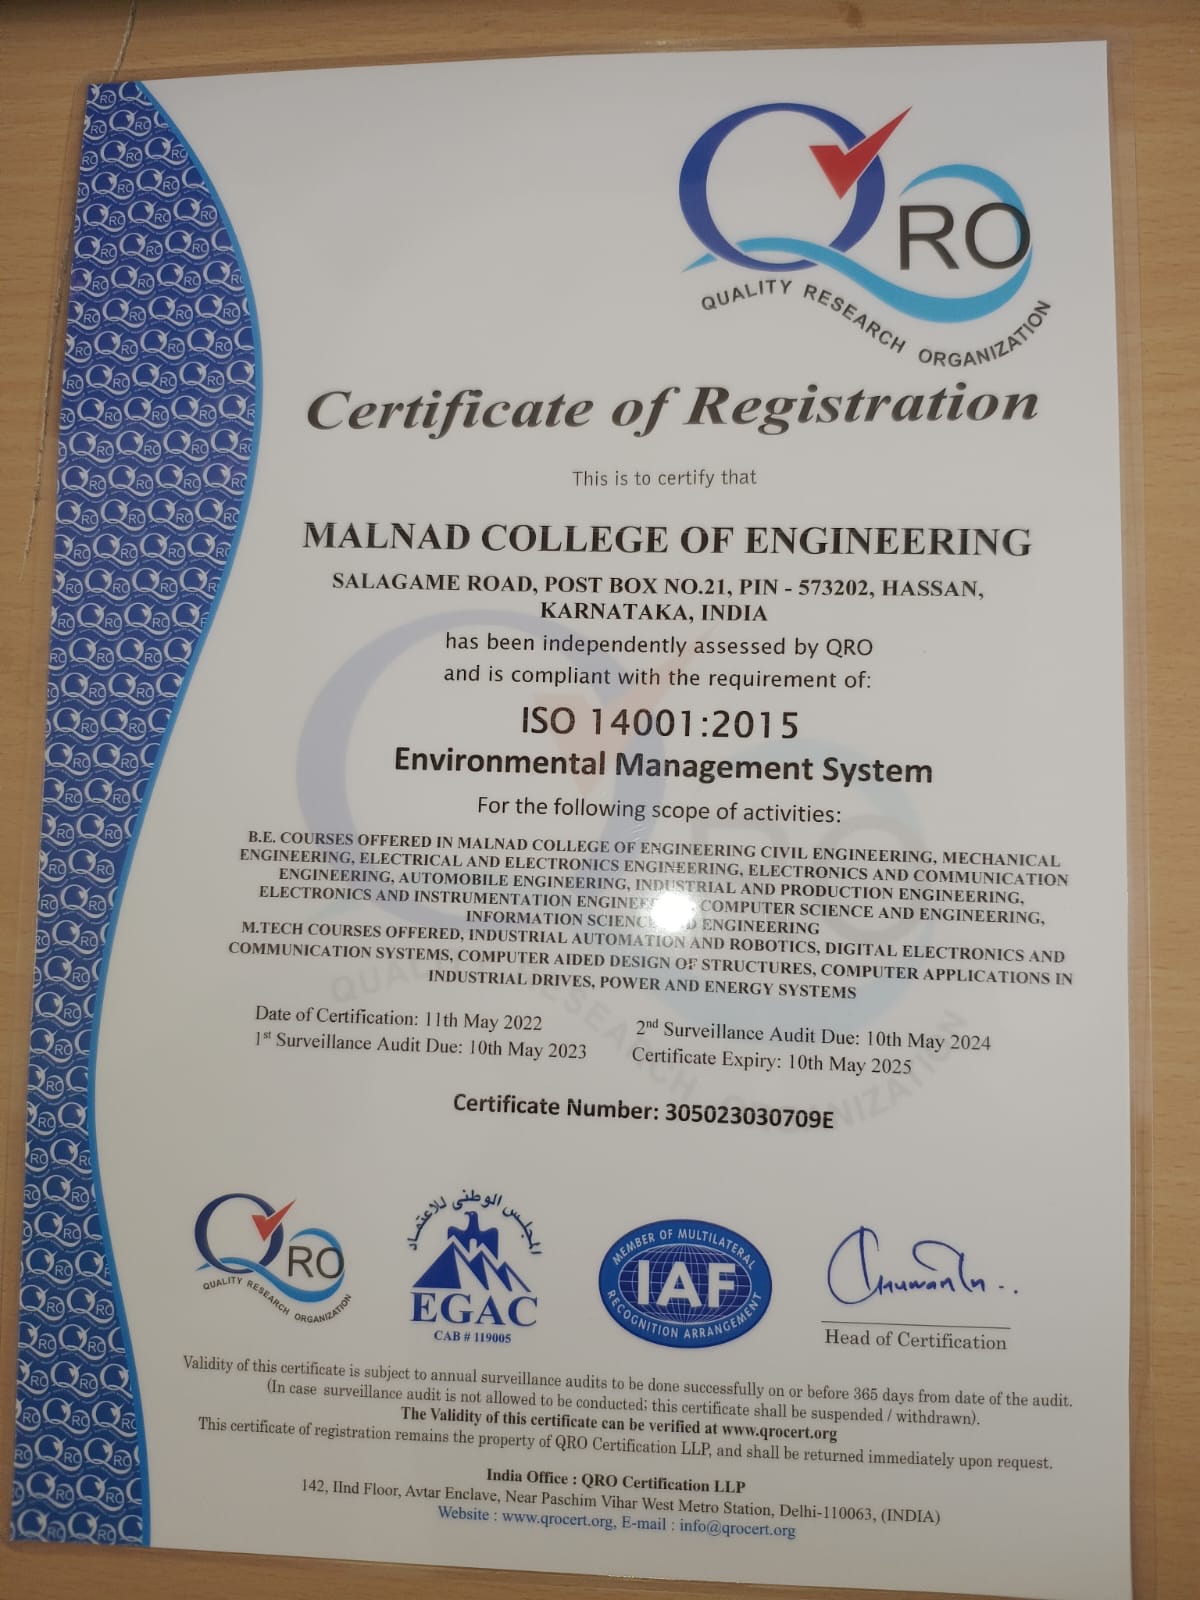 QRO
QUALITY RESEARCH ORGANIZATION
Certificate of Registration
This is to certify that
MALNAD COLLEGE OF ENGINEERING
SALAGAME ROAD, POST BOX NO.21, PIN - 573202, HASSAN,
KARNATAKA, INDIA
has been independently assessed by QRO
and is compliant with the requirement of:
ISO 14001:2015
Environmental Management System
For the following scope of activities:
B.E. COURSES OFFERED IN MALNAD COLLEGE OF ENGINEERING CIVIL ENGINEERING, MECHANICAL
ENGINEERING, ELECTRICAL AND ELECTRONICS ENGINEERING, ELECTRONICS AND COMMUNICATION
ENGINEERING, AUTOMOBILE ENGINEERING, INDUSTRIAL AND PRODUCTION ENGINEERING,
ELECTRONICS AND INSTRUMENTATION COMPUTER SCIENCE AND ENGINEERING,
INFORMATION ENGINEERING
M.TECH COURSES OFFERED, INDUSTRIAL AUTOMATION AND ROBOTICS, DIGITAL ELECTRONICS AND
COMMUNICATION SYSTEMS, COMPUTER AIDED DESIGN OF STRUCTURES, COMPUTER APPLICATIONS IN
INDUSTRIAL DRIVES, POWER AND ENERGY SYSTEMS
Date of Certification: 11th May 2022
1st Surveillance Audit Due: 10th May 2023
2nd Surveillance Audit Due: 10th May 2024
Certificate Expiry: 10th May 2025
Certificate Number: 305023030709E
QRO
QUALITY RESEARCH ORGANIZATION
المجلس الوطنى للاعتماد
EGAC
CAB # 119005
MEMBER OF MULTILATERAL
IAF
RECOGNITION ARRANGEMENT
Head of Certification
Validity of this certificate is subject to annual surveillance audits to be done successfully on or before 365 days from date of the audit.
(In case surveillance audit is not allowed to be conducted; this certificate shall be suspended / withdrawn).
The Validity of this certificate can be verified at www.qrocert.org
This certificate of registration remains the property of QRO Certification LLP, and shall be returned immediately upon request.
India Office : QRO Certification LLP
142, IInd Floor, Avtar Enclave, Near Paschim Vihar West Metro Station, Delhi-110063, (INDIA)
Website : www.qrocert.org, E-mail : info@qrocert.org